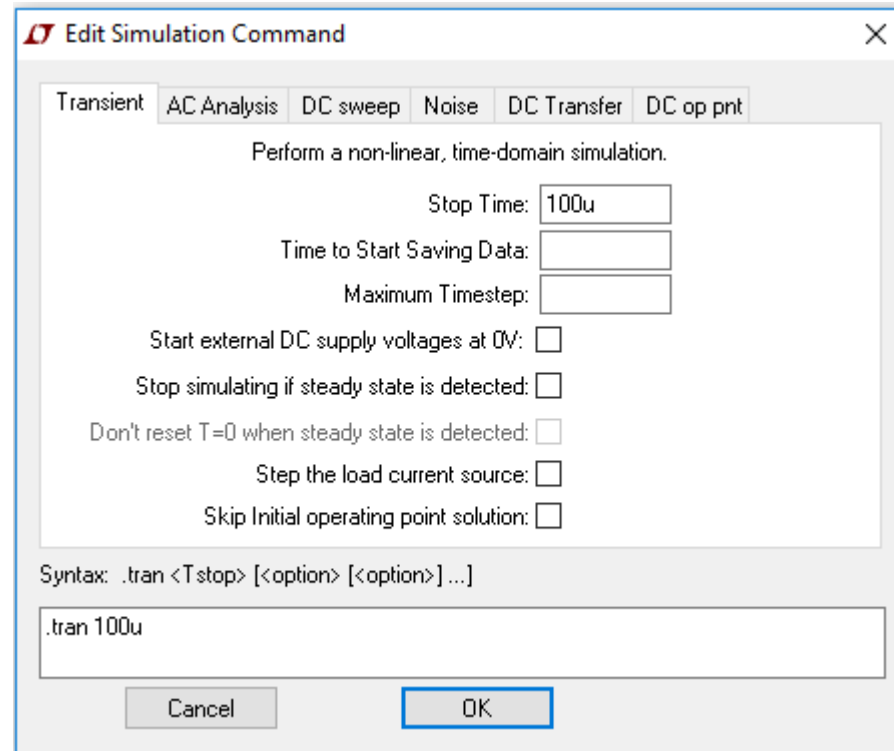 Edit Simulation Command
Transient AC Analysis DC sweep Noise DC Transfer DC op pnt
Perform a non-linear, time-domain simulation.
Stop Time: 100u
Time to Start Saving Data:
Maximum Timestep:
Start external DC supply voltages at 0V:
Stop simulating if steady state is detected:
Don't reset T=0 when steady state is detected:
Step the load current source:
Skip Initial operating point solution:
Syntax: .tran <Tstop> [<option> [<option>] ...]
.tran 100u
Cancel OK